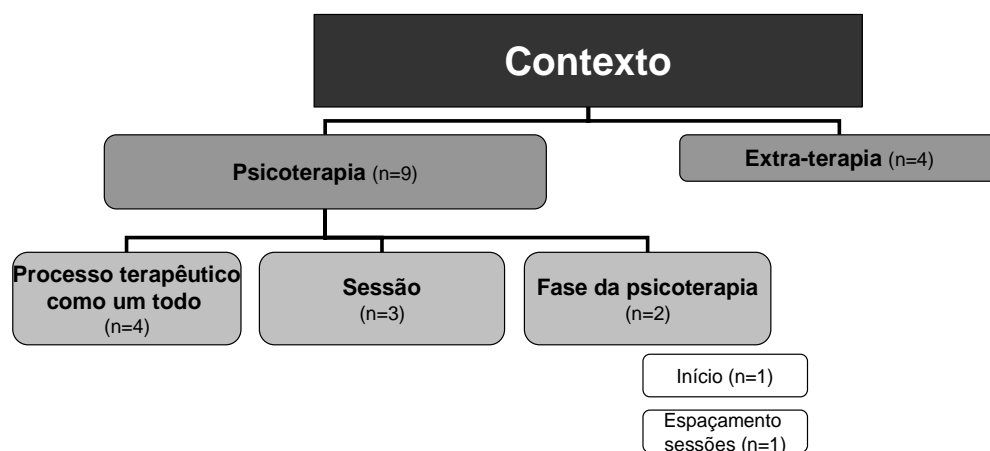 Contexto
Psicoterapia (n=9)
Extra-terapia (n=4)
Processo terapêutico
como um todo
(n=4)
Sessão
(n=3)
Fase da psicoterapia
(n=2)
Início (n=1)
Espaçamento
sessões (n=1)